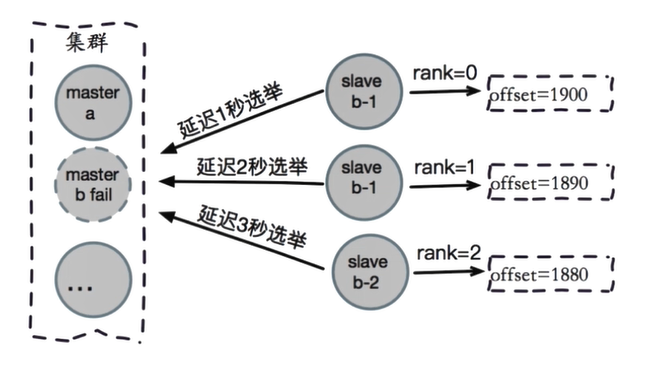 集群
master
a
master
b fail
...
延迟1秒选举
延迟2秒选举
延迟3秒选举
slave
b-1
rank=0
offset=1900
slave
b-1
rank=1
offset=1890
slave
b-2
rank=2
offset=1880